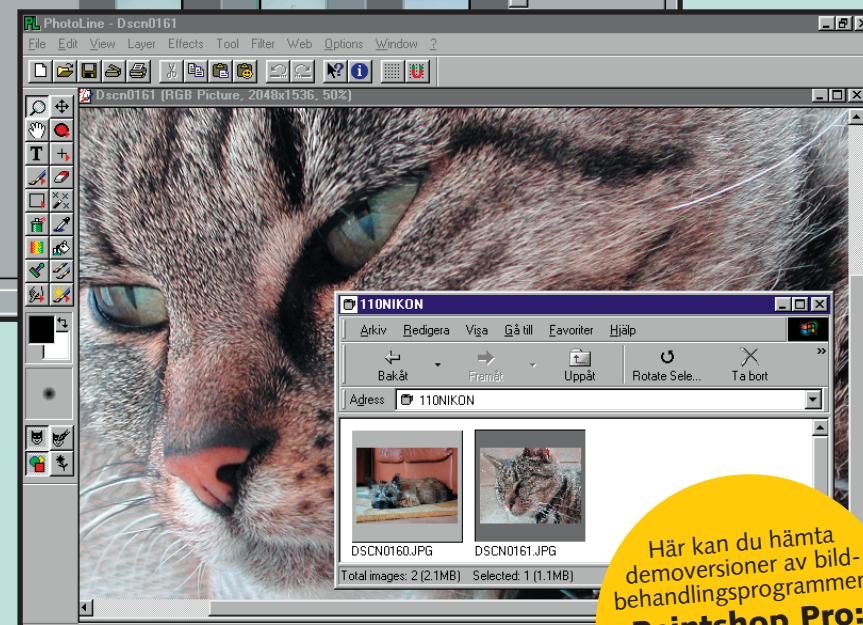 PhotoLine - Dscn0161
File Edit View Layer Effects Tool Filter Web Options Window ?
Dscn0161 (RGB Picture, 2048x1536, 50%)
T
110NIKON
Arkiv Redigera Visa Gå till Favoriter Hjälp
Bakåt Framåt Uppåt Rotate Sele... Ta bort »
Adress 110NIKON
DSCN0160.JPG DSCN0161.JPG
Total images: 2 (2.1MB) Selected: 1 (1.1MB)
Här kan du hämta
demoversioner av bild-
behandlingsprogrammen
Paintshop Pro: